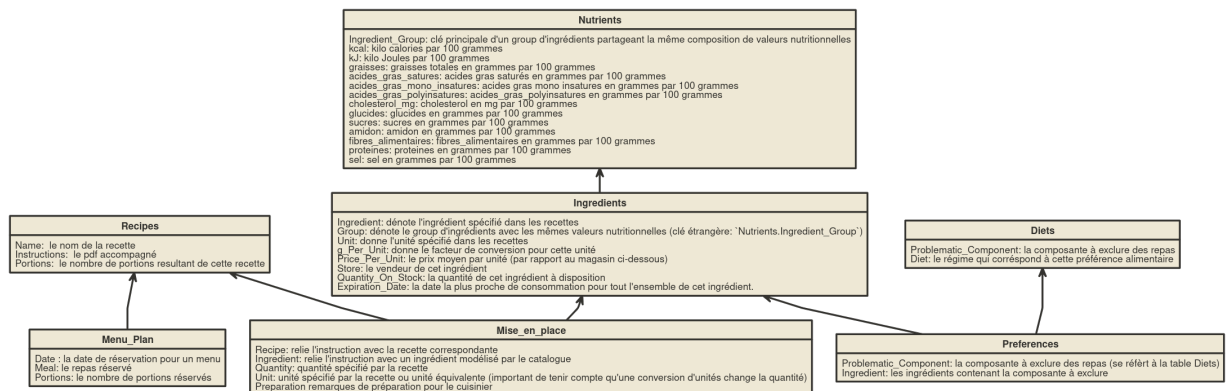 Nutrients
Ingredient_Group: clé principale d'un group d'ingrédients partageant la même composition de valeurs nutritionnelles
kcal: kilo calories par 100 grammes
kJ: kilo Joules par 100 grammes
graisses: graisses totales en grammes par 100 grammes
acides_gras_satures: acides gras saturés en grammes par 100 grammes
acides_gras_mono_insatures: acides gras mono insatures en grammes par 100 grammes
acides_gras_polyinsatures: acides_gras_polyinsatures en grammes par 100 grammes
cholesterol_mg: cholesterol en mg par 100 grammes
glucides: glucides en grammes par 100 grammes
sucres: sucres en grammes par 100 grammes
amidon: amidon en grammes par 100 grammes
fibres_alimentaires: fibres_alimentaires en grammes par 100 grammes
proteines: proteines en grammes par 100 grammes
sel: sel en grammes par 100 grammes
Recipes
Name: le nom de la recette
Instructions: le pdf accompagné
Portions: le nombre de portions resultant de cette recette
Ingredients
Ingredient: dénote l'ingrédient spécifié dans les recettes
Group: dénote le group d'ingrédients avec les mêmes valeurs nutritionnelles (clé étrangère: `Nutrients.Ingredient_Group`)
Unit: donne l'unité spécifié dans les recettes
g_Per_Unit: donne le facteur de conversion pour cette unité
Price_Per_Unit: le prix moyen par unité (par rapport au magasin ci-dessous)
Store: le vendeur de cet ingrédient
Quantity_On_Stock: la quantité de cet ingrédient à disposition
Expiration_Date: la date la plus proche de consommation pour tout l'ensemble de cet ingrédient.
Diets
Problematic_Component: la composante à exclure des repas
Diet: le régime qui corréspond à cette préférence alimentaire
Menu_Plan
Date : la date de réservation pour un menu
Meal: le repas réservé
Portions: le nombre de portions réservés
Mise_en_place
Recipe: relie l'instruction avec la recette correspondante
Ingredient: relie l'instruction avec un ingrédient modélisé par le catalogue
Quantity: quantité spécifié par la recette
Unit: unité spécifié par la recette ou unité équivalente (important de tenir compte qu'une conversion d'unités change la quantité)
Preparation remarques de préparation pour le cuisinier
Preferences
Problematic_Component: la composante à exclure des repas (se réfèrt à la table Diets)
Ingredient: les ingrédients contenant la composante à exclure